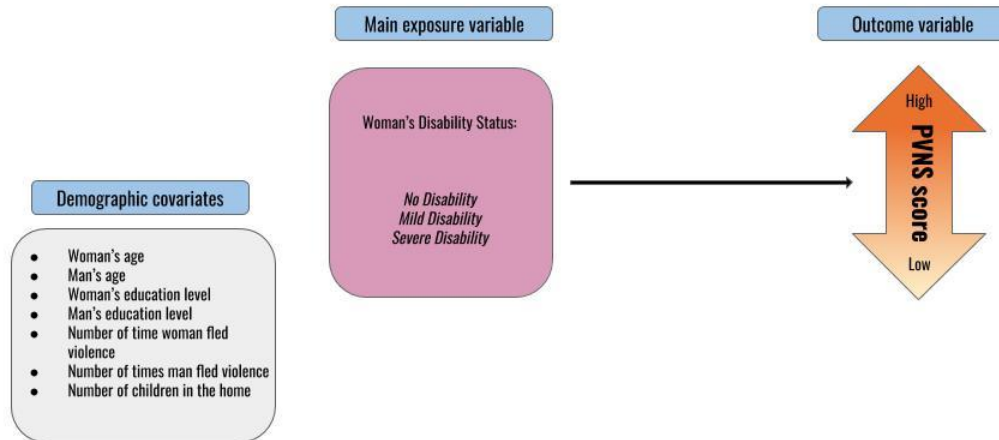 Main exposure variable
Outcome variable
Woman's Disability Status:
No Disability
Mild Disability
Severe Disability
High
PVNS score
Low
Demographic covariates
● Woman's age
● Man's age
● Woman's education level
● Man's education level
● Number of time woman fled
violence
● Number of times man fled violence
● Number of children in the home